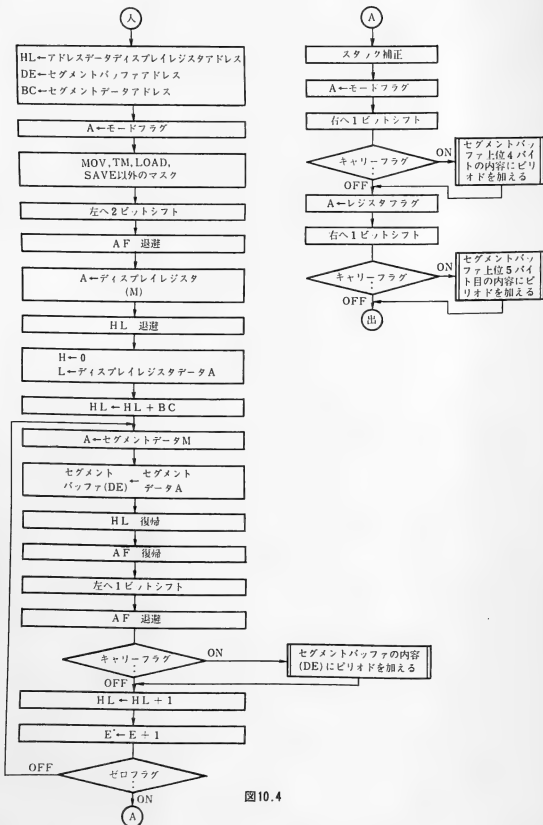 入
HL←アドレスデータディスプレイレジスタアドレス
DE←セグメントバッファアドレス
BC←セグメントデータアドレス
A←モードフラグ
MOV, TM, LOAD,
SAVE以外のマスク
左へ2ビットシフト
AF 退避
A←ディスプレイレジスタ
(M)
HL 退避
H←0
L←ディスプレイレジスタデータA
HL←HL+BC
A←セグメントデータM
セグメント
バッファ(DE)←セグメント
データA
HL 復帰
AF 復帰
左へ1ビットシフト
AF 退避
キャリーフラグ
:
ON
セグメントバッファの内容
(DE)にピリオドを加える
OFF
HL←HL+1
E←E+1
OFF
ゼロフラグ
:
ON
A
A
スタック補正
A←モードフラグ
右へ1ビットシフト
キャリーフラグ
:
ON
セグメントバッ
ファ上位4バイ
トの内容にピリ
オドを加える
OFF
A←レジスタフラグ
右へ1ビットシフト
キャリーフラグ
:
ON
セグメントバッ
ファ上位5バイ
ト目の内容にピ
リオドを加える
OFF
出
図10.4